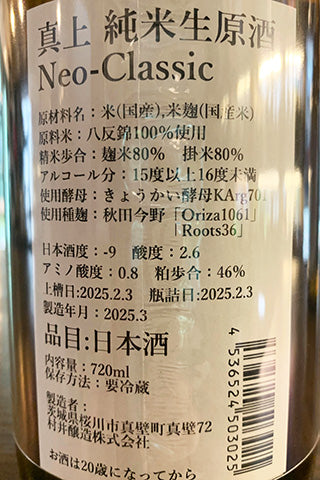 真上 純米生原酒
Neo-Classic
原材料名：米(国産),米麹(国産米)
原料米：八反錦100%使用
精米歩合：麹米80% 掛米80%
アルコール分：15度以上16度未満
使用酵母：きょうかい酵母KArg701
使用種麹：秋田今野「Oriza1061」
「Roots36」
日本酒度：-9 酸度：2.6
アミノ酸度：0.8 粕歩合：46%
上槽日:2025.2.3 瓶詰日:2025.2.3
製造年月：2025.3
品目:日本酒
内容量：720ml
保存方法：要冷蔵
製造者：
茨城県桜川市真壁町真壁72
村井醸造株式会社
お酒は20歳になってから
4 536524 503025